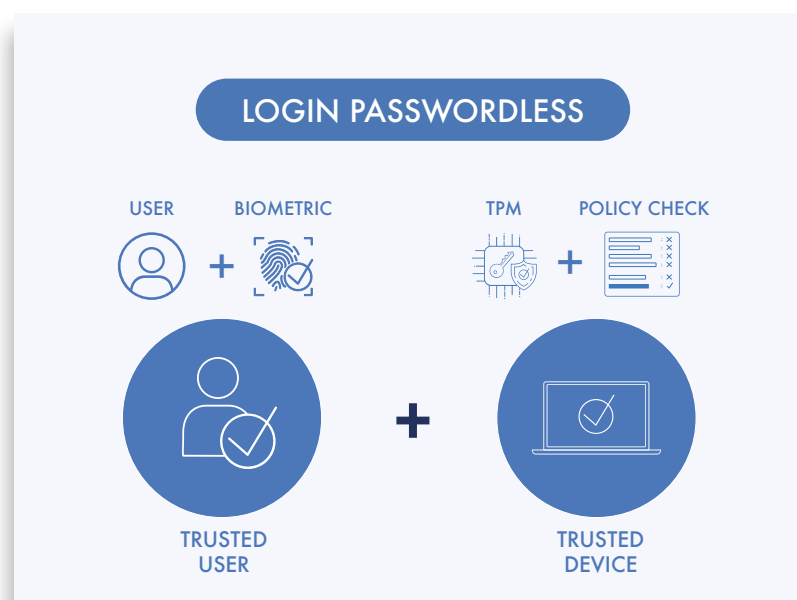 LOGIN PASSWORDLESS
USER
BIOMETRIC
TPM
POLICY CHECK
TRUSTED
USER
TRUSTED
DEVICE